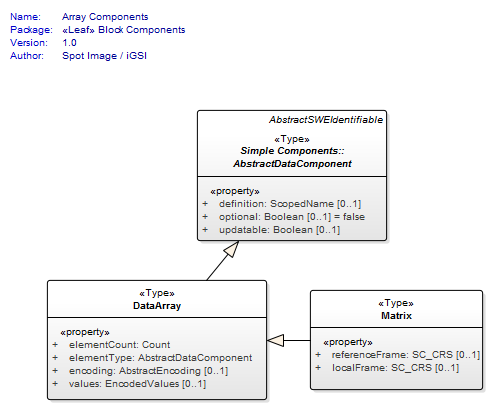 Name: Array Components
Package: «Leaf» Block Components
Version: 1.0
Author: Spot Image / iGSI
AbstractSWEIdentifiable
«Type»
Simple Components::
AbstractDataComponent
«property»
+ definition: ScopedName [0..1]
+ optional: Boolean [0..1] = false
+ updatable: Boolean [0..1]
«Type»
DataArray
«property»
+ elementCount: Count
+ elementType: AbstractDataComponent
+ encoding: AbstractEncoding [0..1]
+ values: EncodedValues [0..1]
«Type»
Matrix
«property»
+ referenceFrame: SC_CRS [0..1]
+ localFrame: SC_CRS [0..1]